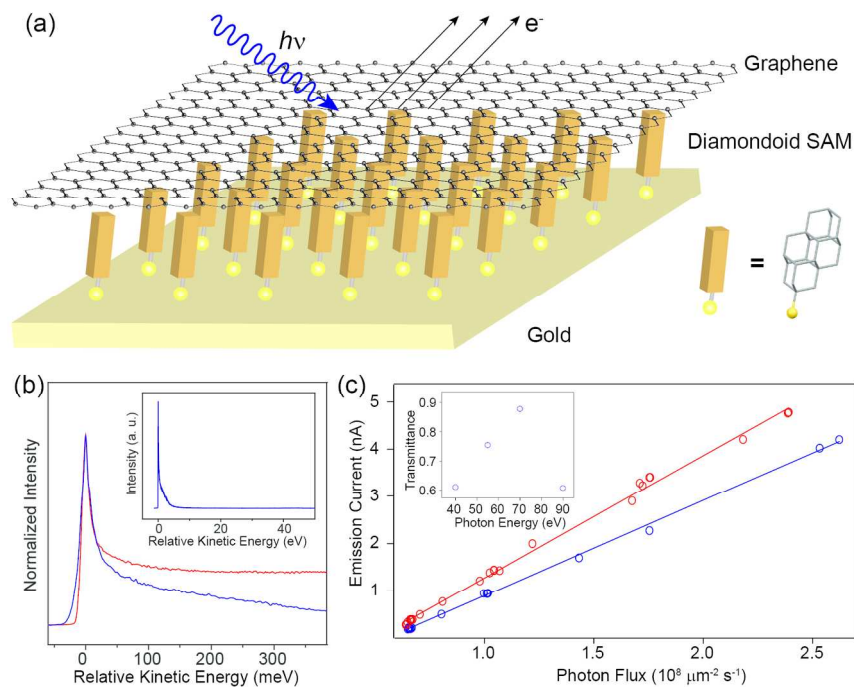 (a)
hν
e⁻
Graphene
Diamondoid SAM
=
Gold
(b)
Normalized Intensity
Relative Kinetic Energy (meV)
0 100 200 300
Intensity (a. u.)
0 20 40
Relative Kinetic Energy (eV)
(c)
Emission Current (nA)
5
4
3
2
1
1.0 1.5 2.0 2.5
Photon Flux (10⁸ μm⁻² s⁻¹)
Transmittance
0.9
0.8
0.7
0.6
40 50 60 70 80 90
Photon Energy (eV)